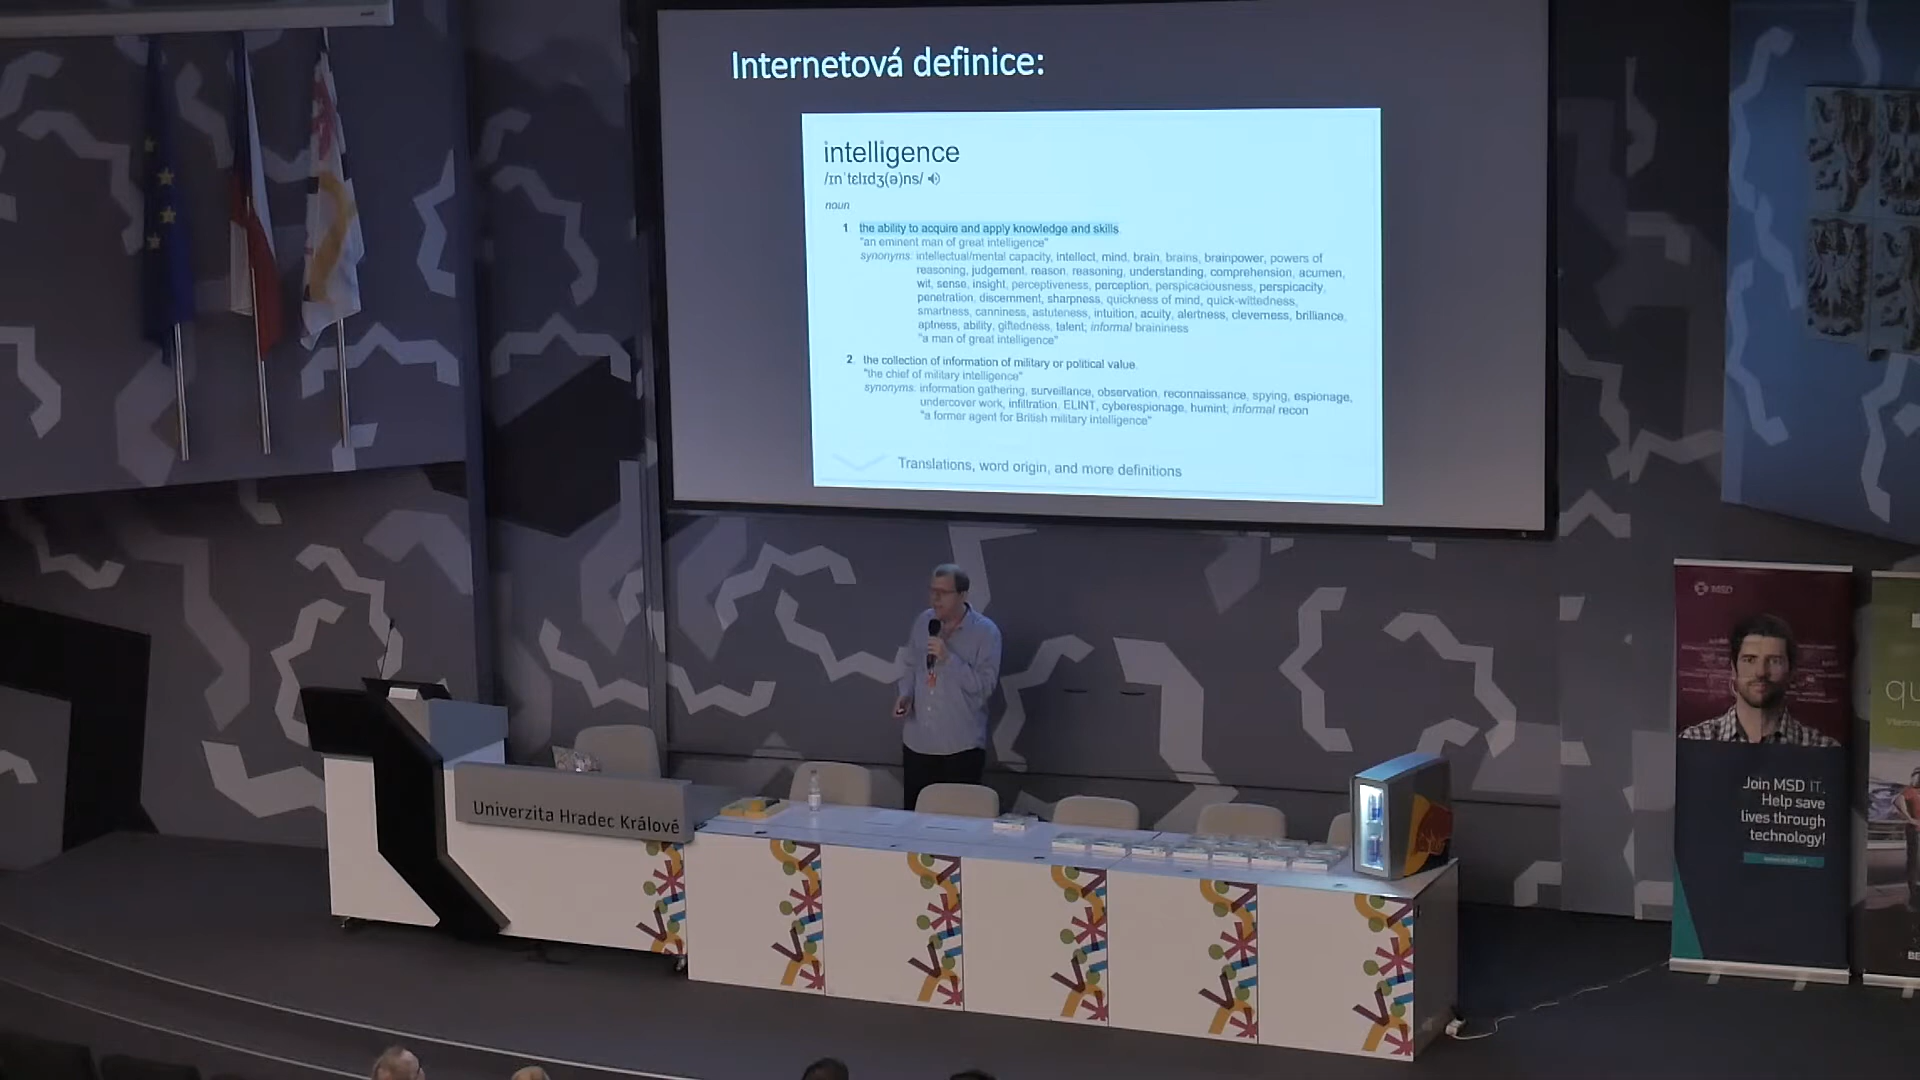 Internetová definice:
intelligence
/ɪnˈtɛlɪdʒ(ə)ns/
noun
1. the ability to acquire and apply knowledge and skills.
"an eminent man of great intelligence"
synonyms: intellectual/mental capacity, intellect, mind, brain, brains, brainpower, powers of
reasoning, judgement, reason, reasoning, understanding, comprehension, acumen,
wit, sense, insight, perceptiveness, perception, perspicaciousness, perspicacity,
penetration, discernment, sharpness, quickness of mind, quick-wittedness,
smartness, canniness, astuteness, intuition, acuity, alertness, cleverness, brilliance,
aptness, ability, giftedness, talent; informal braininess
"a man of great intelligence"
2. the collection of information of military or political value.
"the chief of military intelligence"
synonyms: information gathering, surveillance, observation, reconnaissance, spying, espionage,
undercover work, infiltration, ELINT, cyberespionage, humint; informal recon
"a former agent for British military intelligence"
Translations, word origin, and more definitions
Univerzita Hradec Králové
MSD
Join MSD IT.
Help save
lives through
technology!
qu
BE